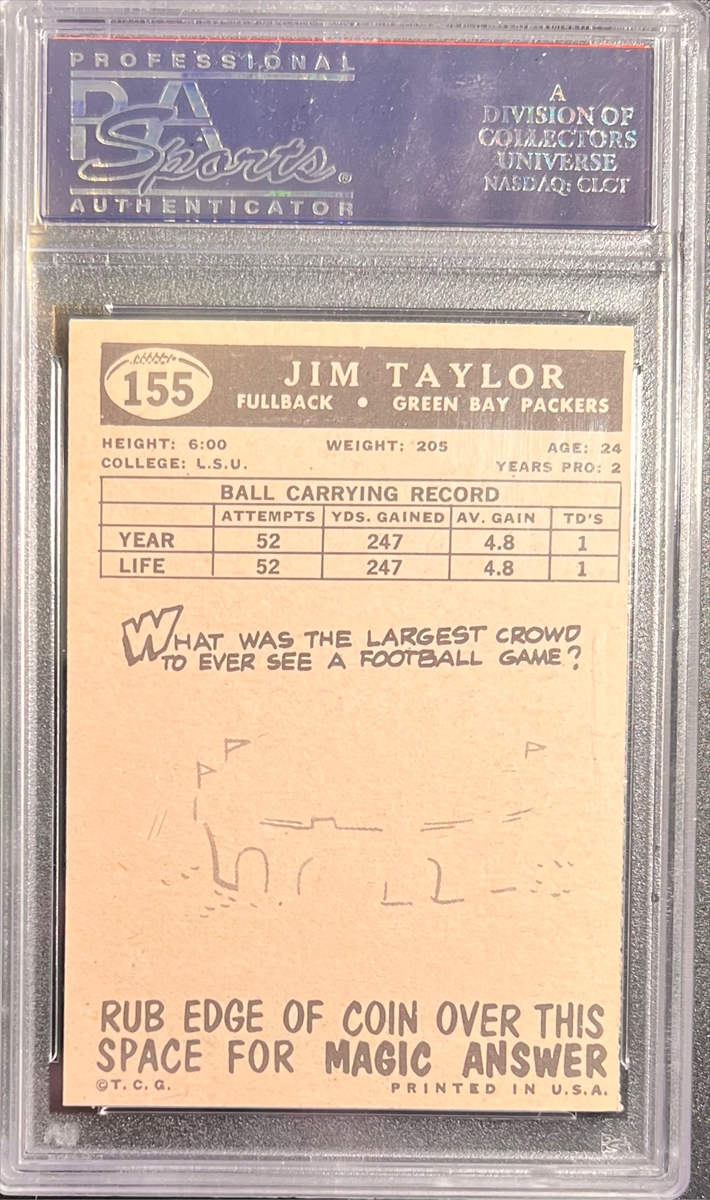 PROFESSIONAL
PSA
Sports®
AUTHENTICATOR
A
DIVISION OF
COLLECTORS
UNIVERSE
NASDAQ: CLCT
155
JIM TAYLOR
FULLBACK • GREEN BAY PACKERS
HEIGHT: 6:00 WEIGHT: 205 AGE: 24
COLLEGE: L.S.U. YEARS PRO: 2
BALL CARRYING RECORD
ATTEMPTS YDS. GAINED AV. GAIN TD'S
YEAR 52 247 4.8 1
LIFE 52 247 4.8 1
WHAT WAS THE LARGEST CROWD
TO EVER SEE A FOOTBALL GAME?
RUB EDGE OF COIN OVER THIS
SPACE FOR MAGIC ANSWER
©T.C.G. PRINTED IN U.S.A.